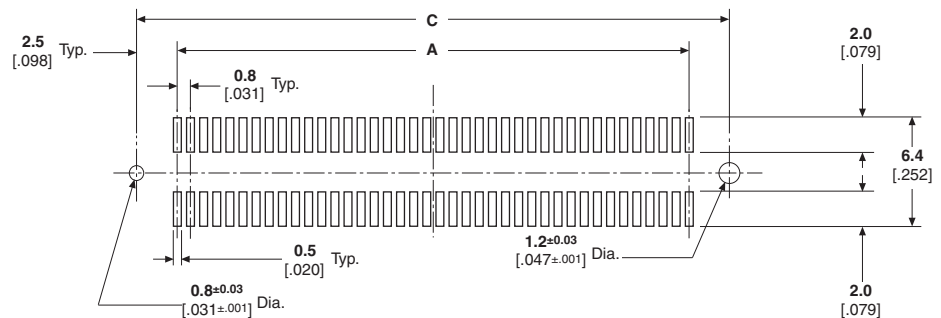 C
2.5 Typ.
[.098]
A
2.0
[.079]
0.8 Typ.
[.031]
6.4
[.252]
0.5 Typ.
[.020]
1.2±0.03 Dia.
[.047±.001]
0.8±0.03 Dia.
[.031±.001]
2.0
[.079]